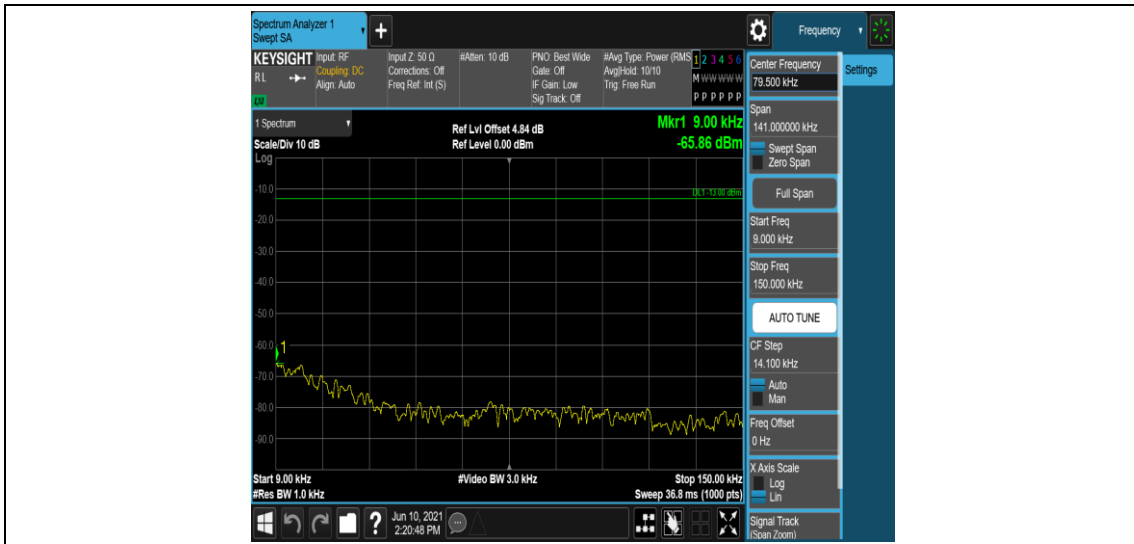 Spectrum Analyzer 1
Swept SA
Frequency
KEYSIGHT
RL
LXI
Input: RF
Coupling: DC
Align: Auto
Input Z: 50 Ω
Corrections: Off
Freq Ref: Int (S)
#Atten: 10 dB
PNO: Best Wide
Gate: Off
IF Gain: Low
Sig Track: Off
#Avg Type: Power (RMS
Avg|Hold: 10/10
Trig: Free Run
1 2 3 4 5 6
M W W W W W
P P P P P P
Center Frequency
79.500 kHz
Settings
Span
141.000000 kHz
Swept Span
Zero Span
Full Span
Start Freq
9.000 kHz
Stop Freq
150.000 kHz
AUTO TUNE
CF Step
14.100 kHz
Auto
Man
Freq Offset
0 Hz
X Axis Scale
Log
Lin
Signal Track
(Span Zoom)
1 Spectrum
Scale/Div 10 dB
Ref Lvl Offset 4.84 dB
Ref Level 0.00 dBm
Mkr1 9.00 kHz
-65.86 dBm
Log
DL1 -13.00 dBm
-10.0
-20.0
-30.0
-40.0
-50.0
-60.0
1
-70.0
-80.0
-90.0
Start 9.00 kHz
#Video BW 3.0 kHz
Stop 150.00 kHz
#Res BW 1.0 kHz
Sweep 36.8 ms (1000 pts)
?
Jun 10, 2021
2:20:48 PM